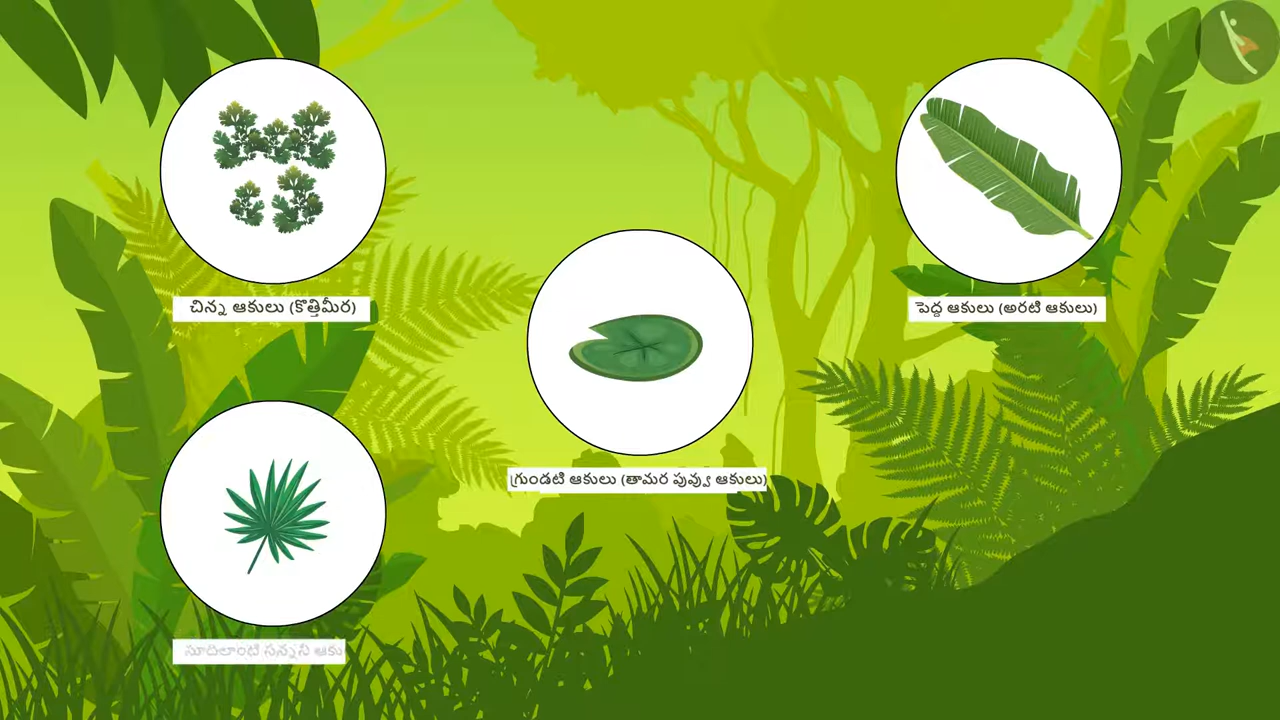 చిన్న ఆకులు (కొత్తిమీర)
పెద్ద ఆకులు (అరటి ఆకులు)
గ్రుండటి ఆకులు (తామర పువ్వు ఆకులు)
సూదిలాంటి సన్నని ఆకు